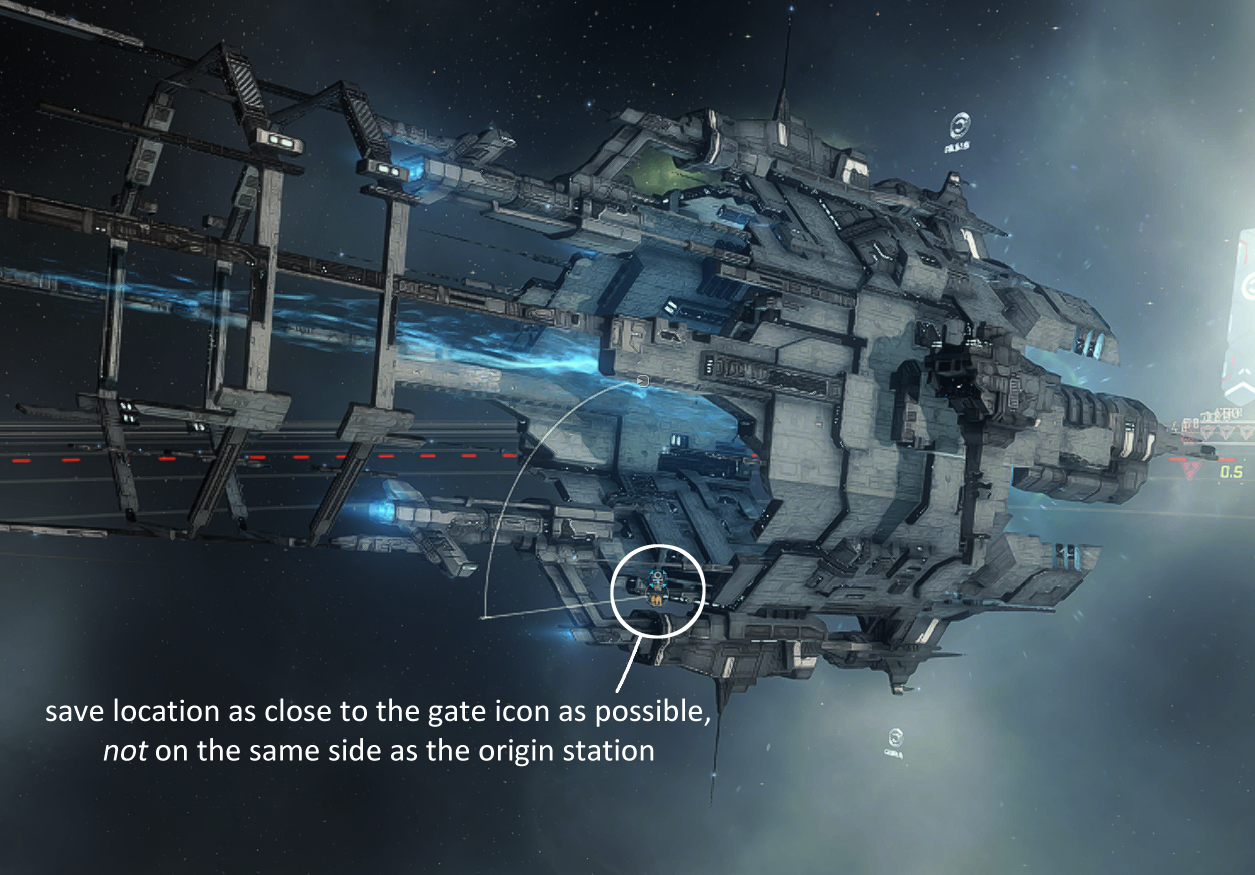 0.5
save location as close to the gate icon as possible,
not on the same side as the origin station